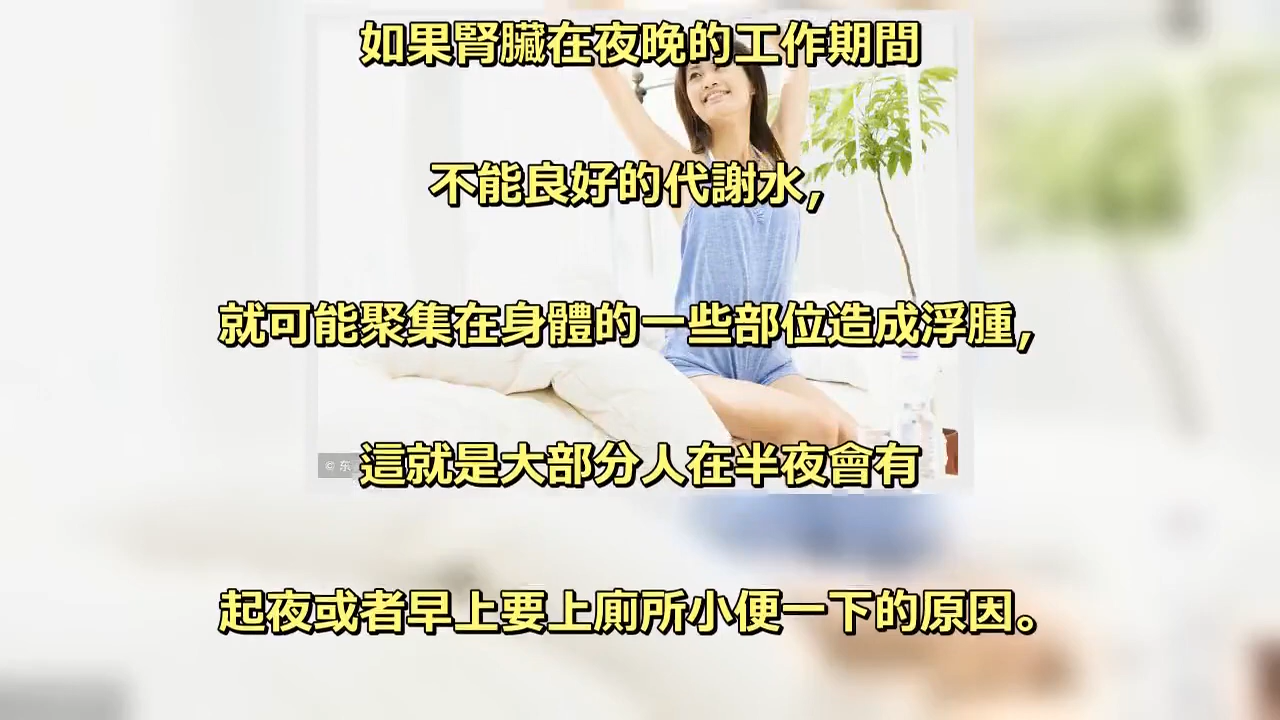 如果腎臟在夜晚的工作期間
不能良好的代謝水，
就可能聚集在身體的一些部位造成浮腫，
這就是大部分人在半夜會有
© 东
起夜或者早上要上廁所小便一下的原因。